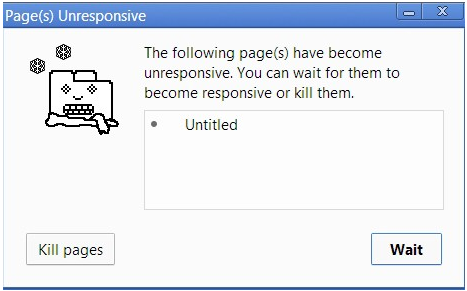 Page(s) Unresponsive
The following page(s) have become
unresponsive. You can wait for them to
become responsive or kill them.
Untitled
Kill pages
Wait